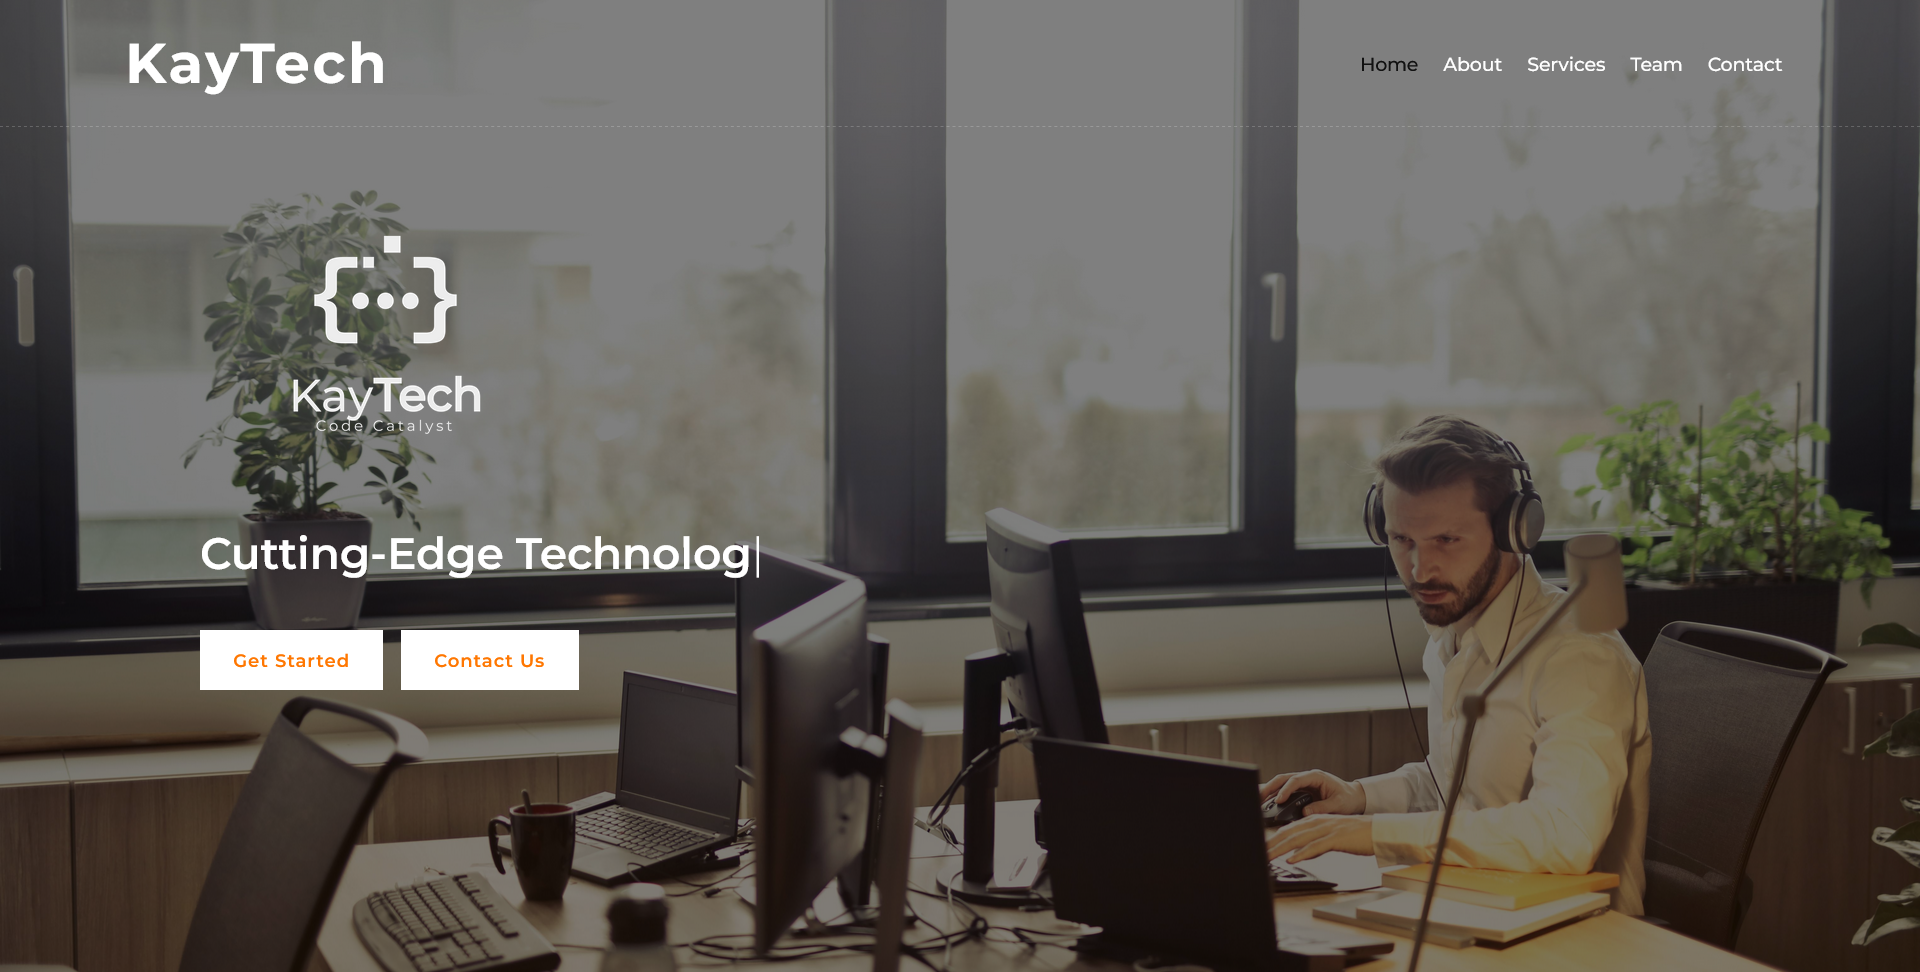 KayTech
Home About Services Team Contact
KayTech
Code Catalyst
Cutting-Edge Technolog
Get Started Contact Us